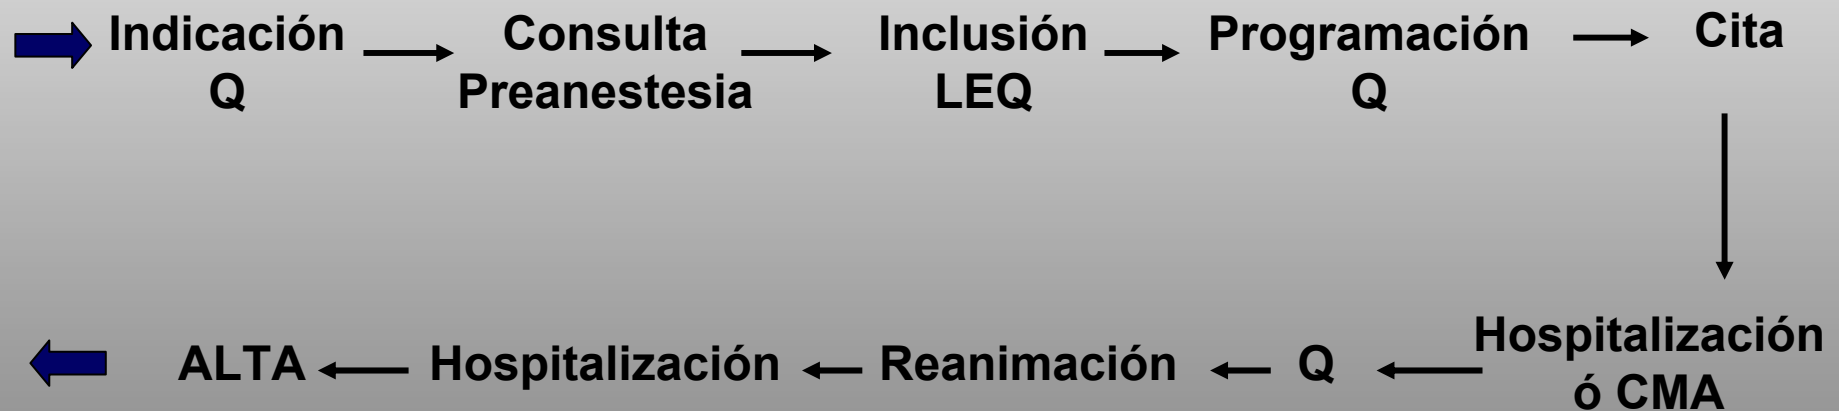 Indicación
Q
Consulta
Preanestesia
Inclusión
LEQ
Programación
Q
Cita
Hospitalización
ó CMA
Q
Reanimación
Hospitalización
ALTA